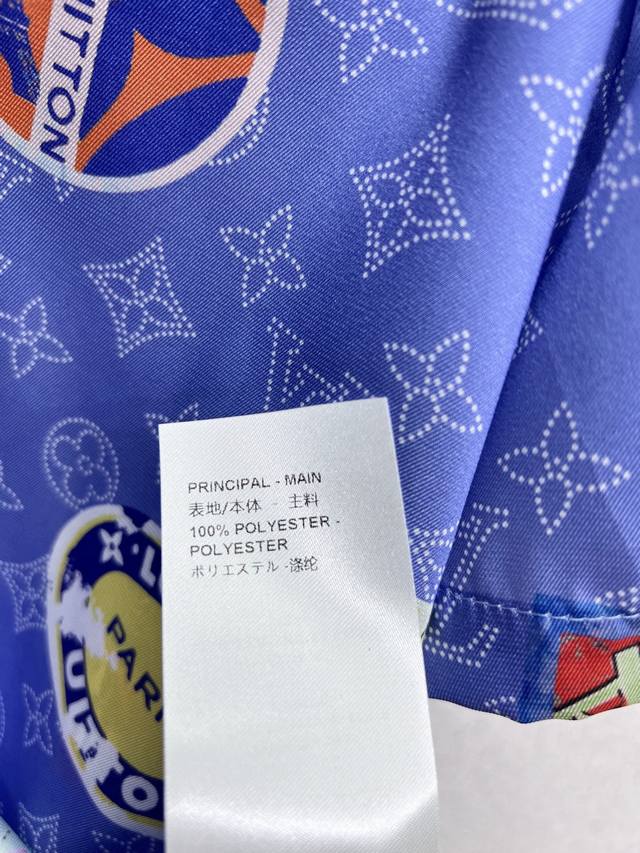 UITTON
PRINCIPAL - MAIN
表地/本体 - 主料
100% POLYESTER -
POLYESTER
ポリエステル -涤纶
PARI